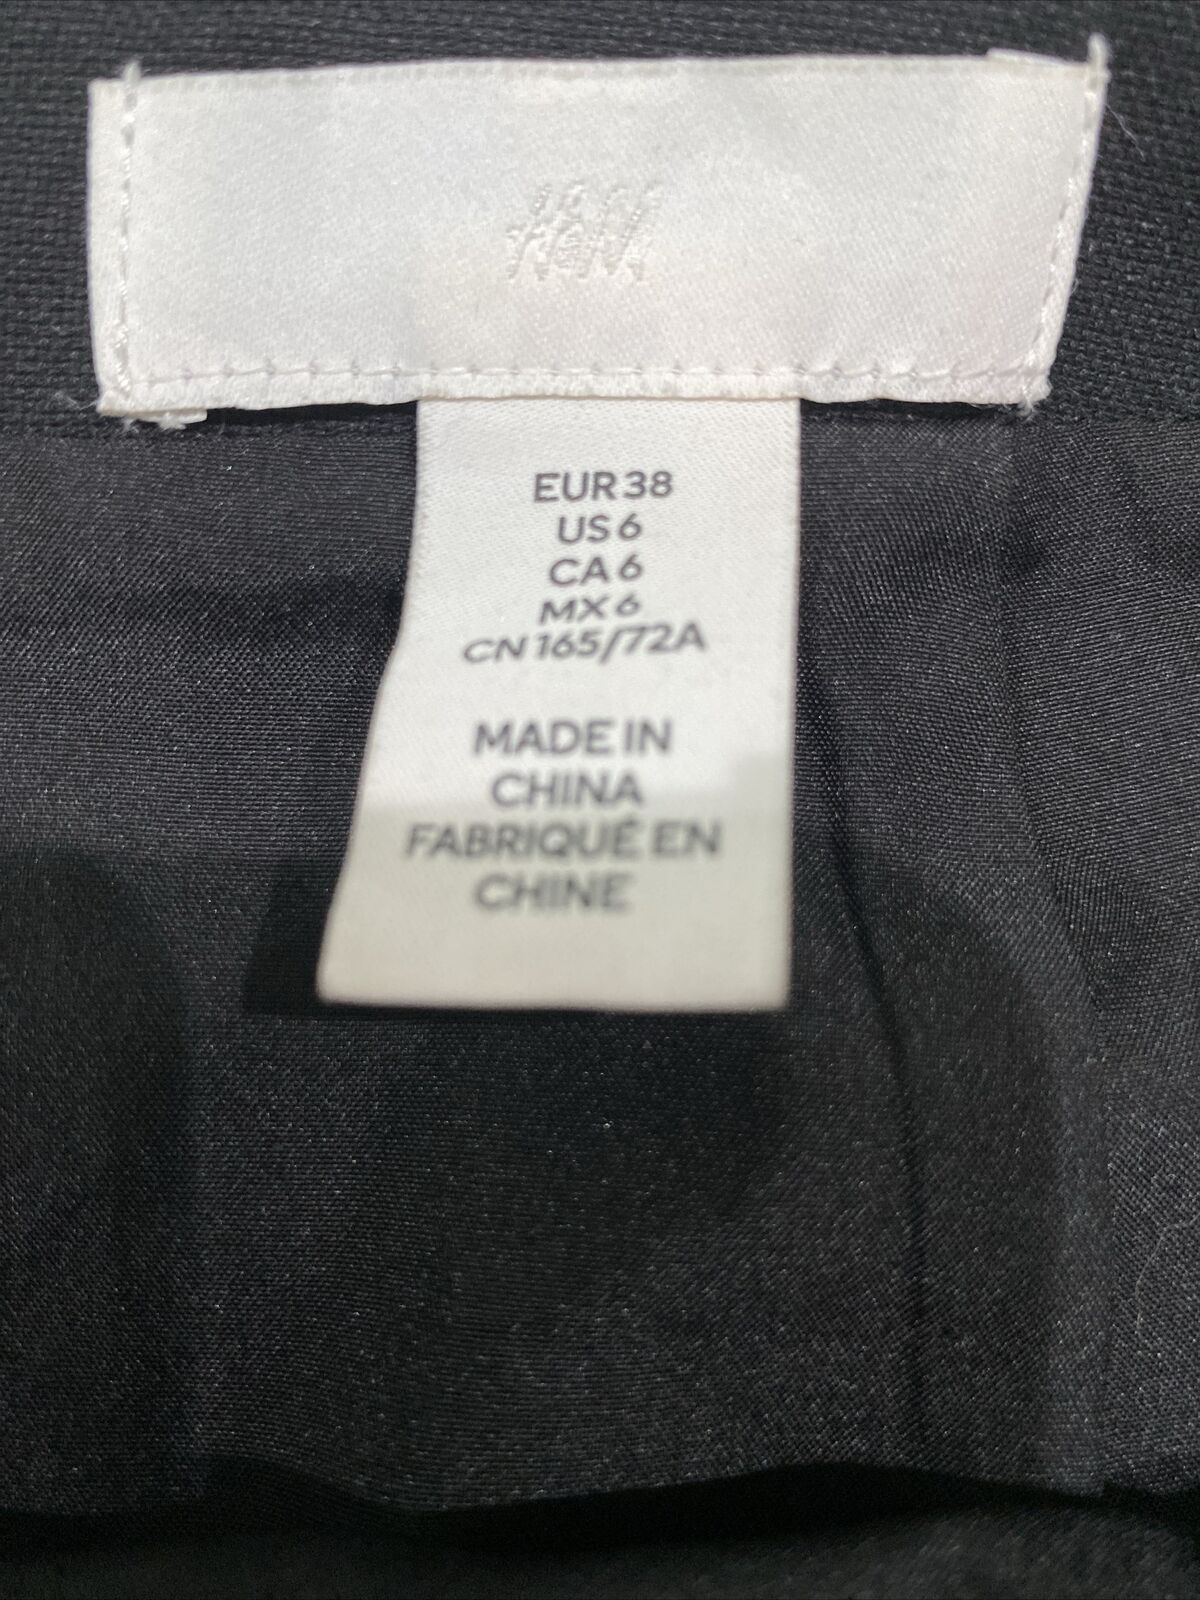 H&M
EUR 38
US 6
CA 6
MX 6
CN 165/72A
MADE IN
CHINA
FABRIQUÉ EN
CHINE